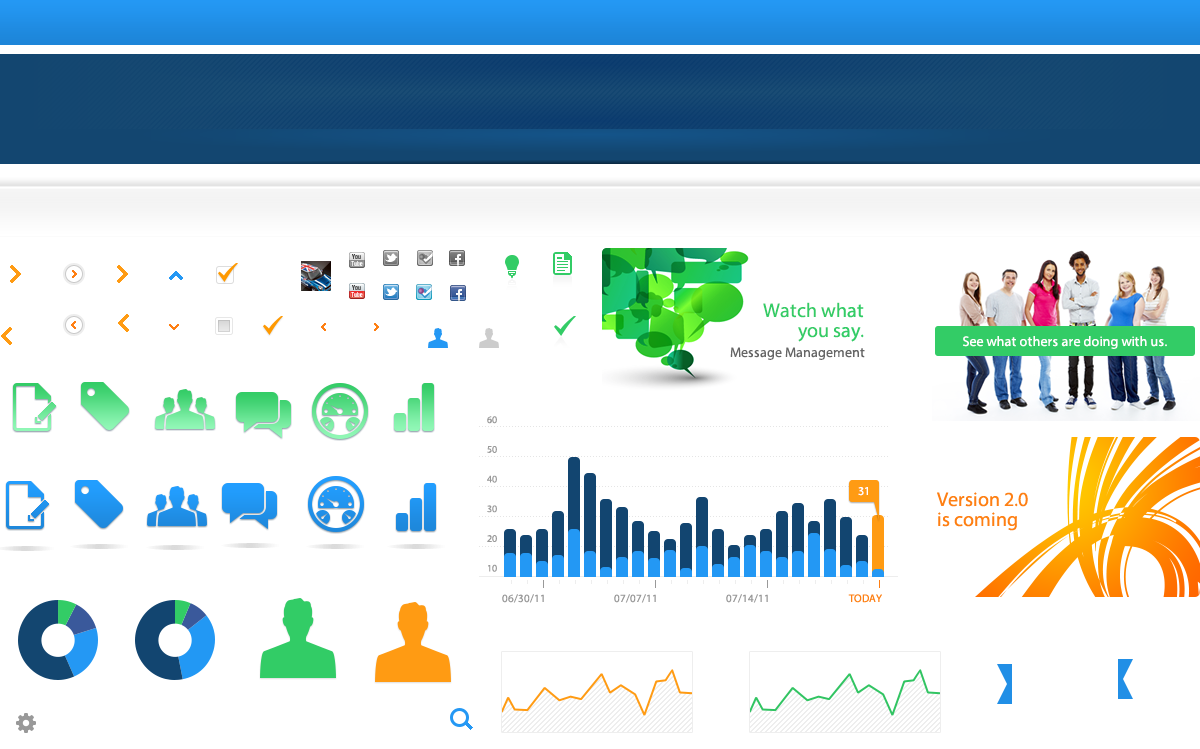 You
Tube
You
Tube
Watch what
you say.
Message Management
See what others are doing with us.
60
50
40
30
20
10
31
06/30/11
07/07/11
07/14/11
TODAY
Version 2.0
is coming